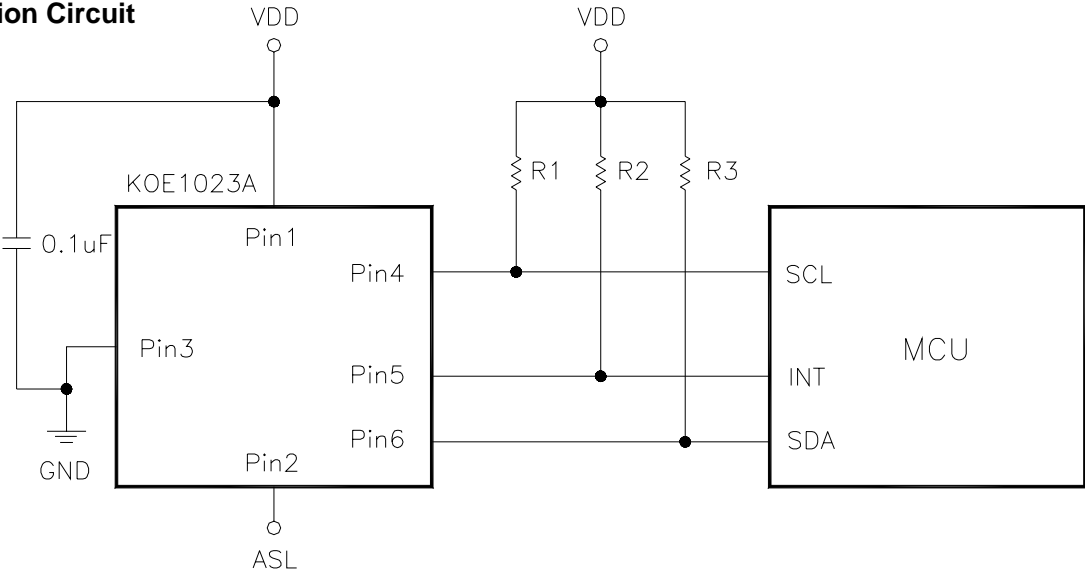 ion Circuit
VDD
VDD
R1
R2
R3
KOE1023A
Pin1
0.1uF
Pin4
SCL
Pin3
MCU
Pin5
INT
Pin6
SDA
GND
Pin2
ASL